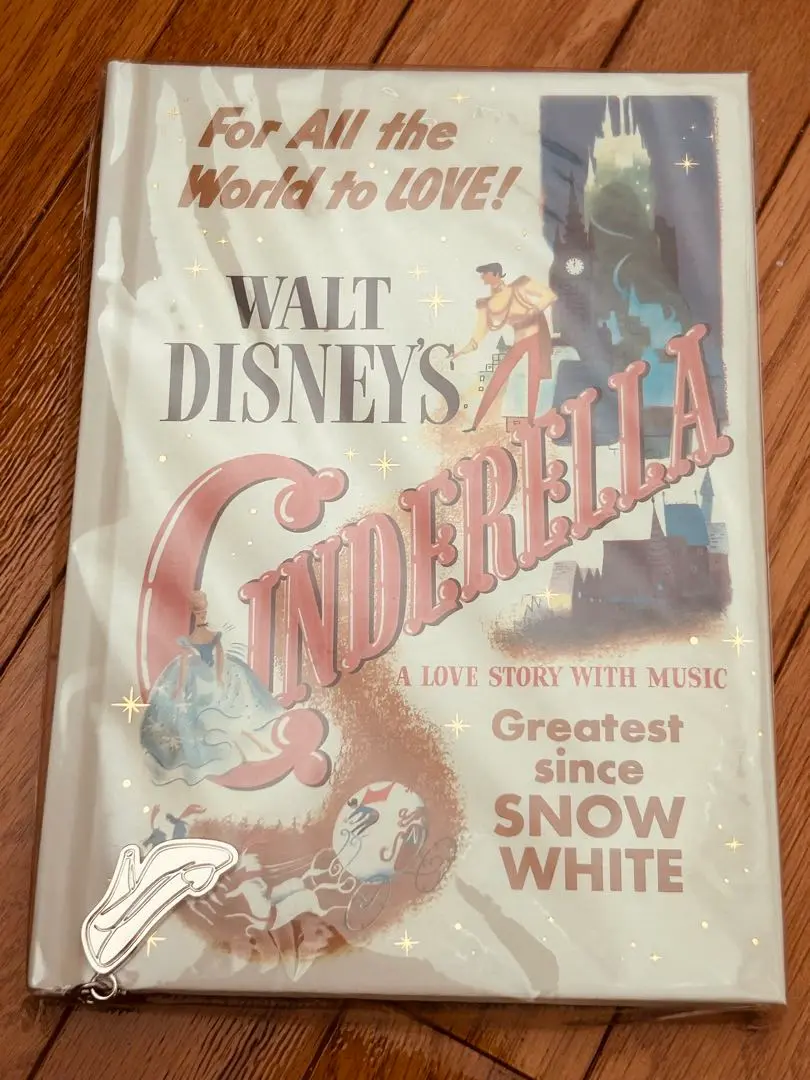 For All the
World to LOVE!
WALT
DISNEY'S
CINDERELLA
A LOVE STORY WITH MUSIC
Greatest
since
SNOW
WHITE